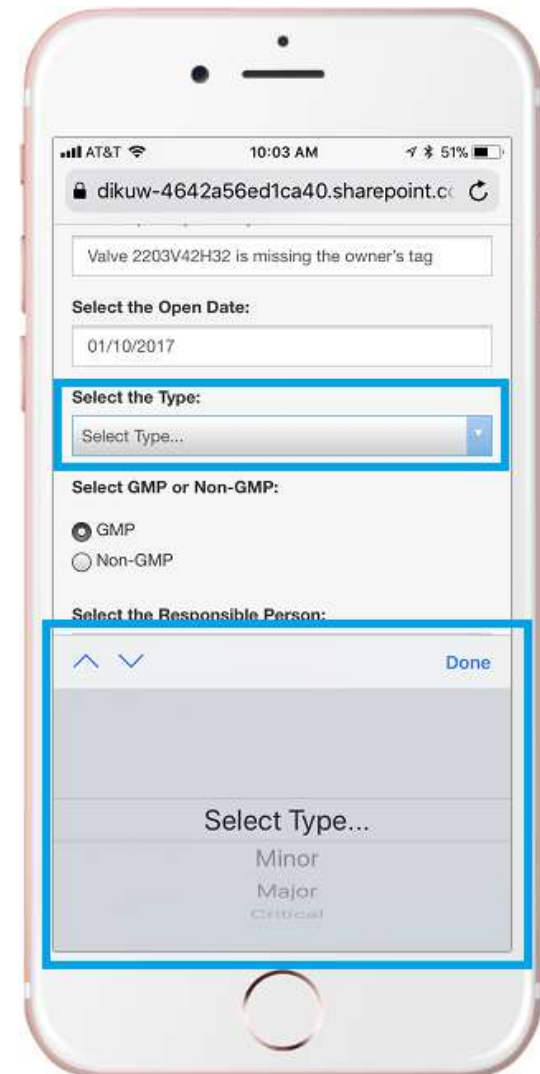 AT&T 10:03 AM 51%
dikuw-4642a56ed1ca40.sharepoint.c
Valve 2203V42H32 is missing the owner's tag
Select the Open Date:
01/10/2017
Select the Type:
Select Type...
Select GMP or Non-GMP:
GMP
Non-GMP
Select the Responsible Person:
Done
Select Type...
Minor
Major
Critical